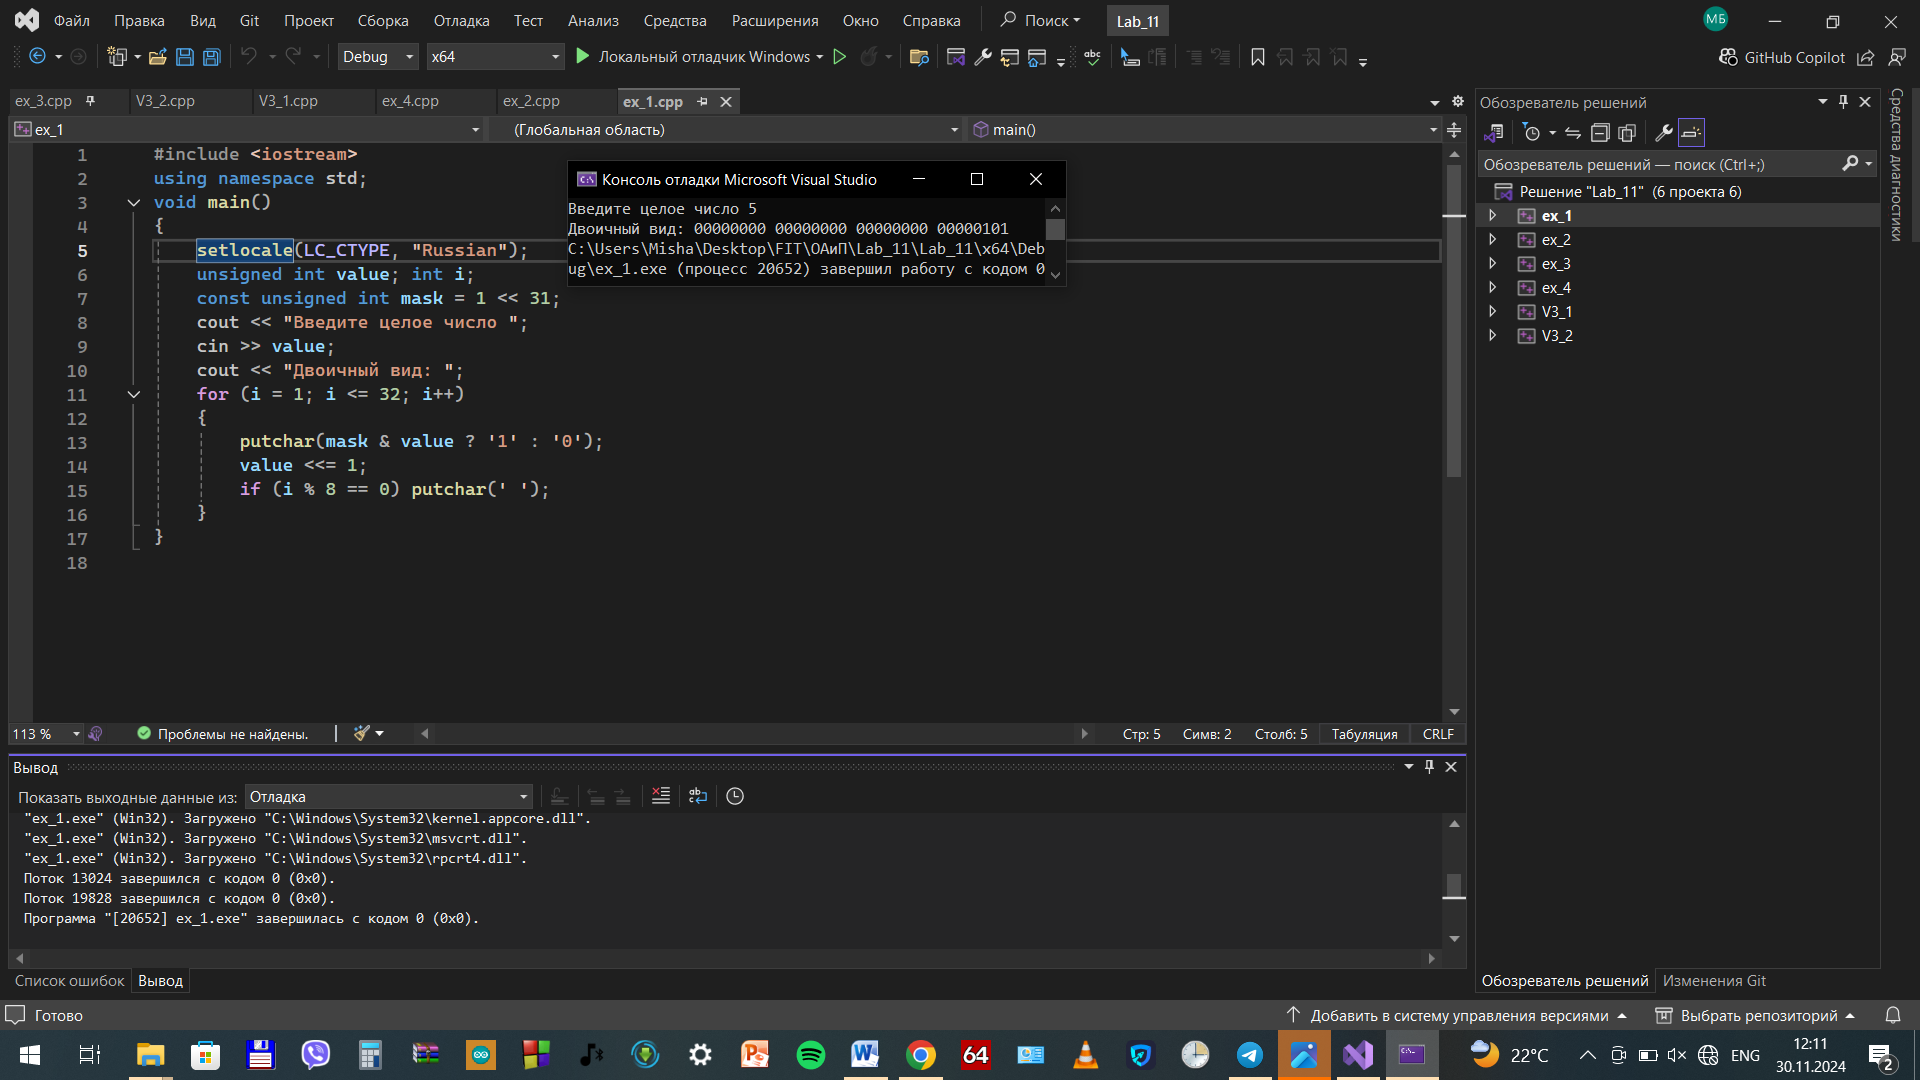 Файл Правка Вид Git Проект Сборка Отладка Тест Анализ Средства Расширения Окно Справка Поиск Lab_11 МБ
Debug x64 Локальный отладчик Windows GitHub Copilot
ex_3.cpp V3_2.cpp V3_1.cpp ex_4.cpp ex_2.cpp ex_1.cpp
ex_1 (Глобальная область) main()
1 #include <iostream>
2 using namespace std;
3 void main()
4 {
5 setlocale(LC_CTYPE, "Russian");
6 unsigned int value; int i;
7 const unsigned int mask = 1 << 31;
8 cout << "Введите целое число ";
9 cin >> value;
10 cout << "Двоичный вид: ";
11 for (i = 1; i <= 32; i++)
12 {
13 putchar(mask & value ? '1' : '0');
14 value <<= 1;
15 if (i % 8 == 0) putchar(' ');
16 }
17 }
18
Консоль отладки Microsoft Visual Studio
Введите целое число 5
Двоичный вид: 00000000 00000000 00000000 00000101
C:\Users\Misha\Desktop\FIT\ОАиП\Lab_11\Lab_11\x64\Deb
ug\ex_1.exe (процесс 20652) завершил работу с кодом 0
113 % Проблемы не найдены. Стр: 5 Симв: 2 Столб: 5 Табуляция CRLF
Вывод
Показать выходные данные из: Отладка
"ex_1.exe" (Win32). Загружено "C:\Windows\System32\kernel.appcore.dll".
"ex_1.exe" (Win32). Загружено "C:\Windows\System32\msvcrt.dll".
"ex_1.exe" (Win32). Загружено "C:\Windows\System32\rpcrt4.dll".
Поток 13024 завершился с кодом 0 (0x0).
Поток 19828 завершился с кодом 0 (0x0).
Программа "[20652] ex_1.exe" завершилась с кодом 0 (0x0).
Список ошибок Вывод
Обозреватель решений
Обозреватель решений — поиск (Ctrl+;)
Решение "Lab_11" (6 проекта 6)
ex_1
ex_2
ex_3
ex_4
V3_1
V3_2
Обозреватель решений Изменения Git
Средства диагностики
Готово Добавить в систему управления версиями Выбрать репозиторий
64 22°C ENG 12:11
30.11.2024
2